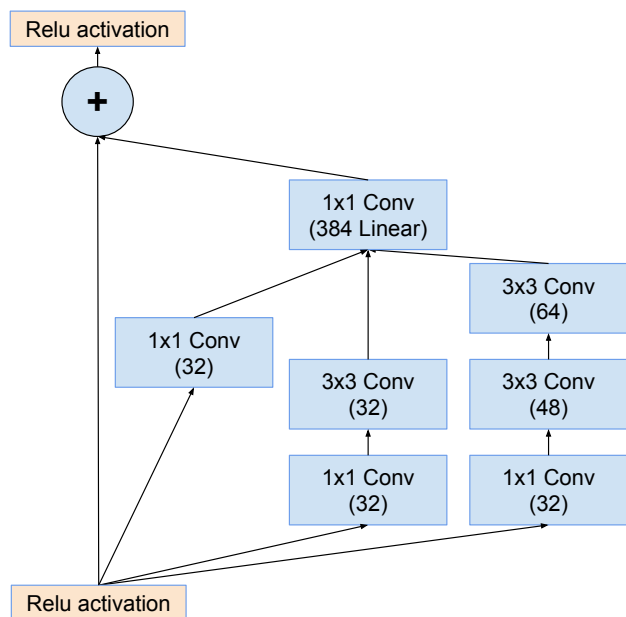 Relu activation
+
1x1 Conv
(384 Linear)
3x3 Conv
(64)
1x1 Conv
(32)
3x3 Conv
(32)
3x3 Conv
(48)
1x1 Conv
(32)
1x1 Conv
(32)
Relu activation